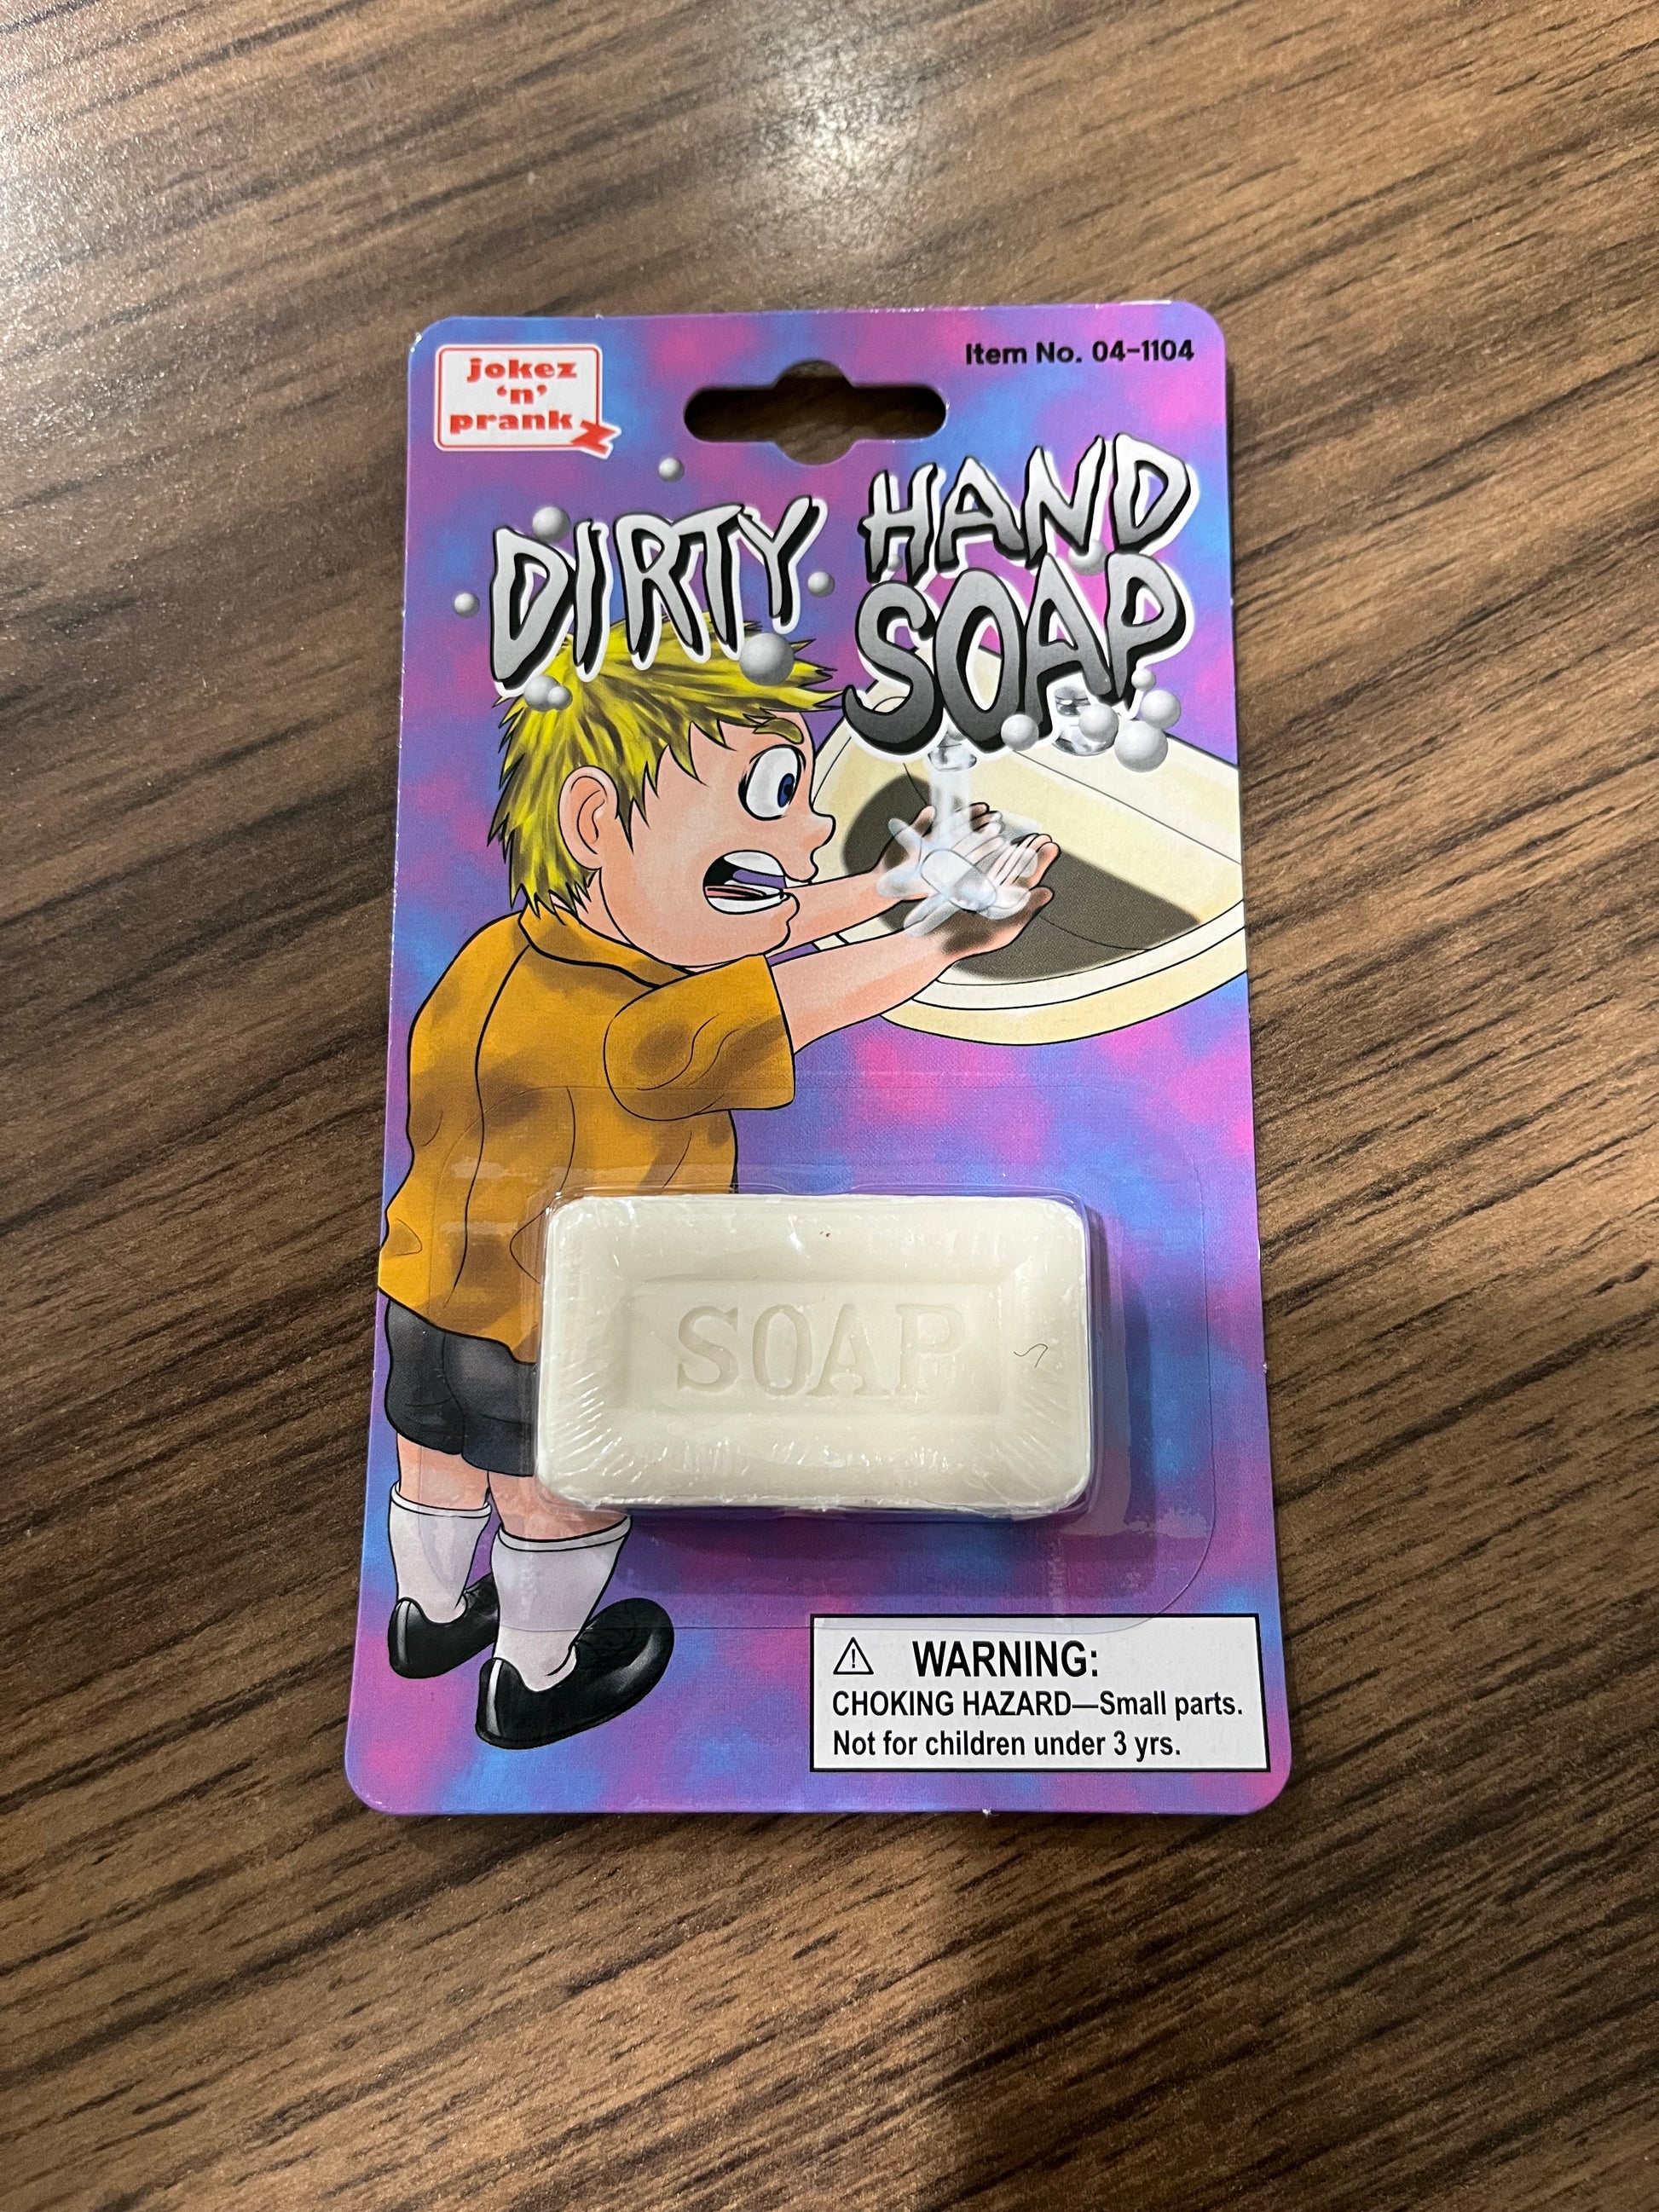 jokez
'n'
prankz
Item No. 04-1104
DIRTY HAND
SOAP
SOAP
⚠ WARNING:
CHOKING HAZARD—Small parts.
Not for children under 3 yrs.